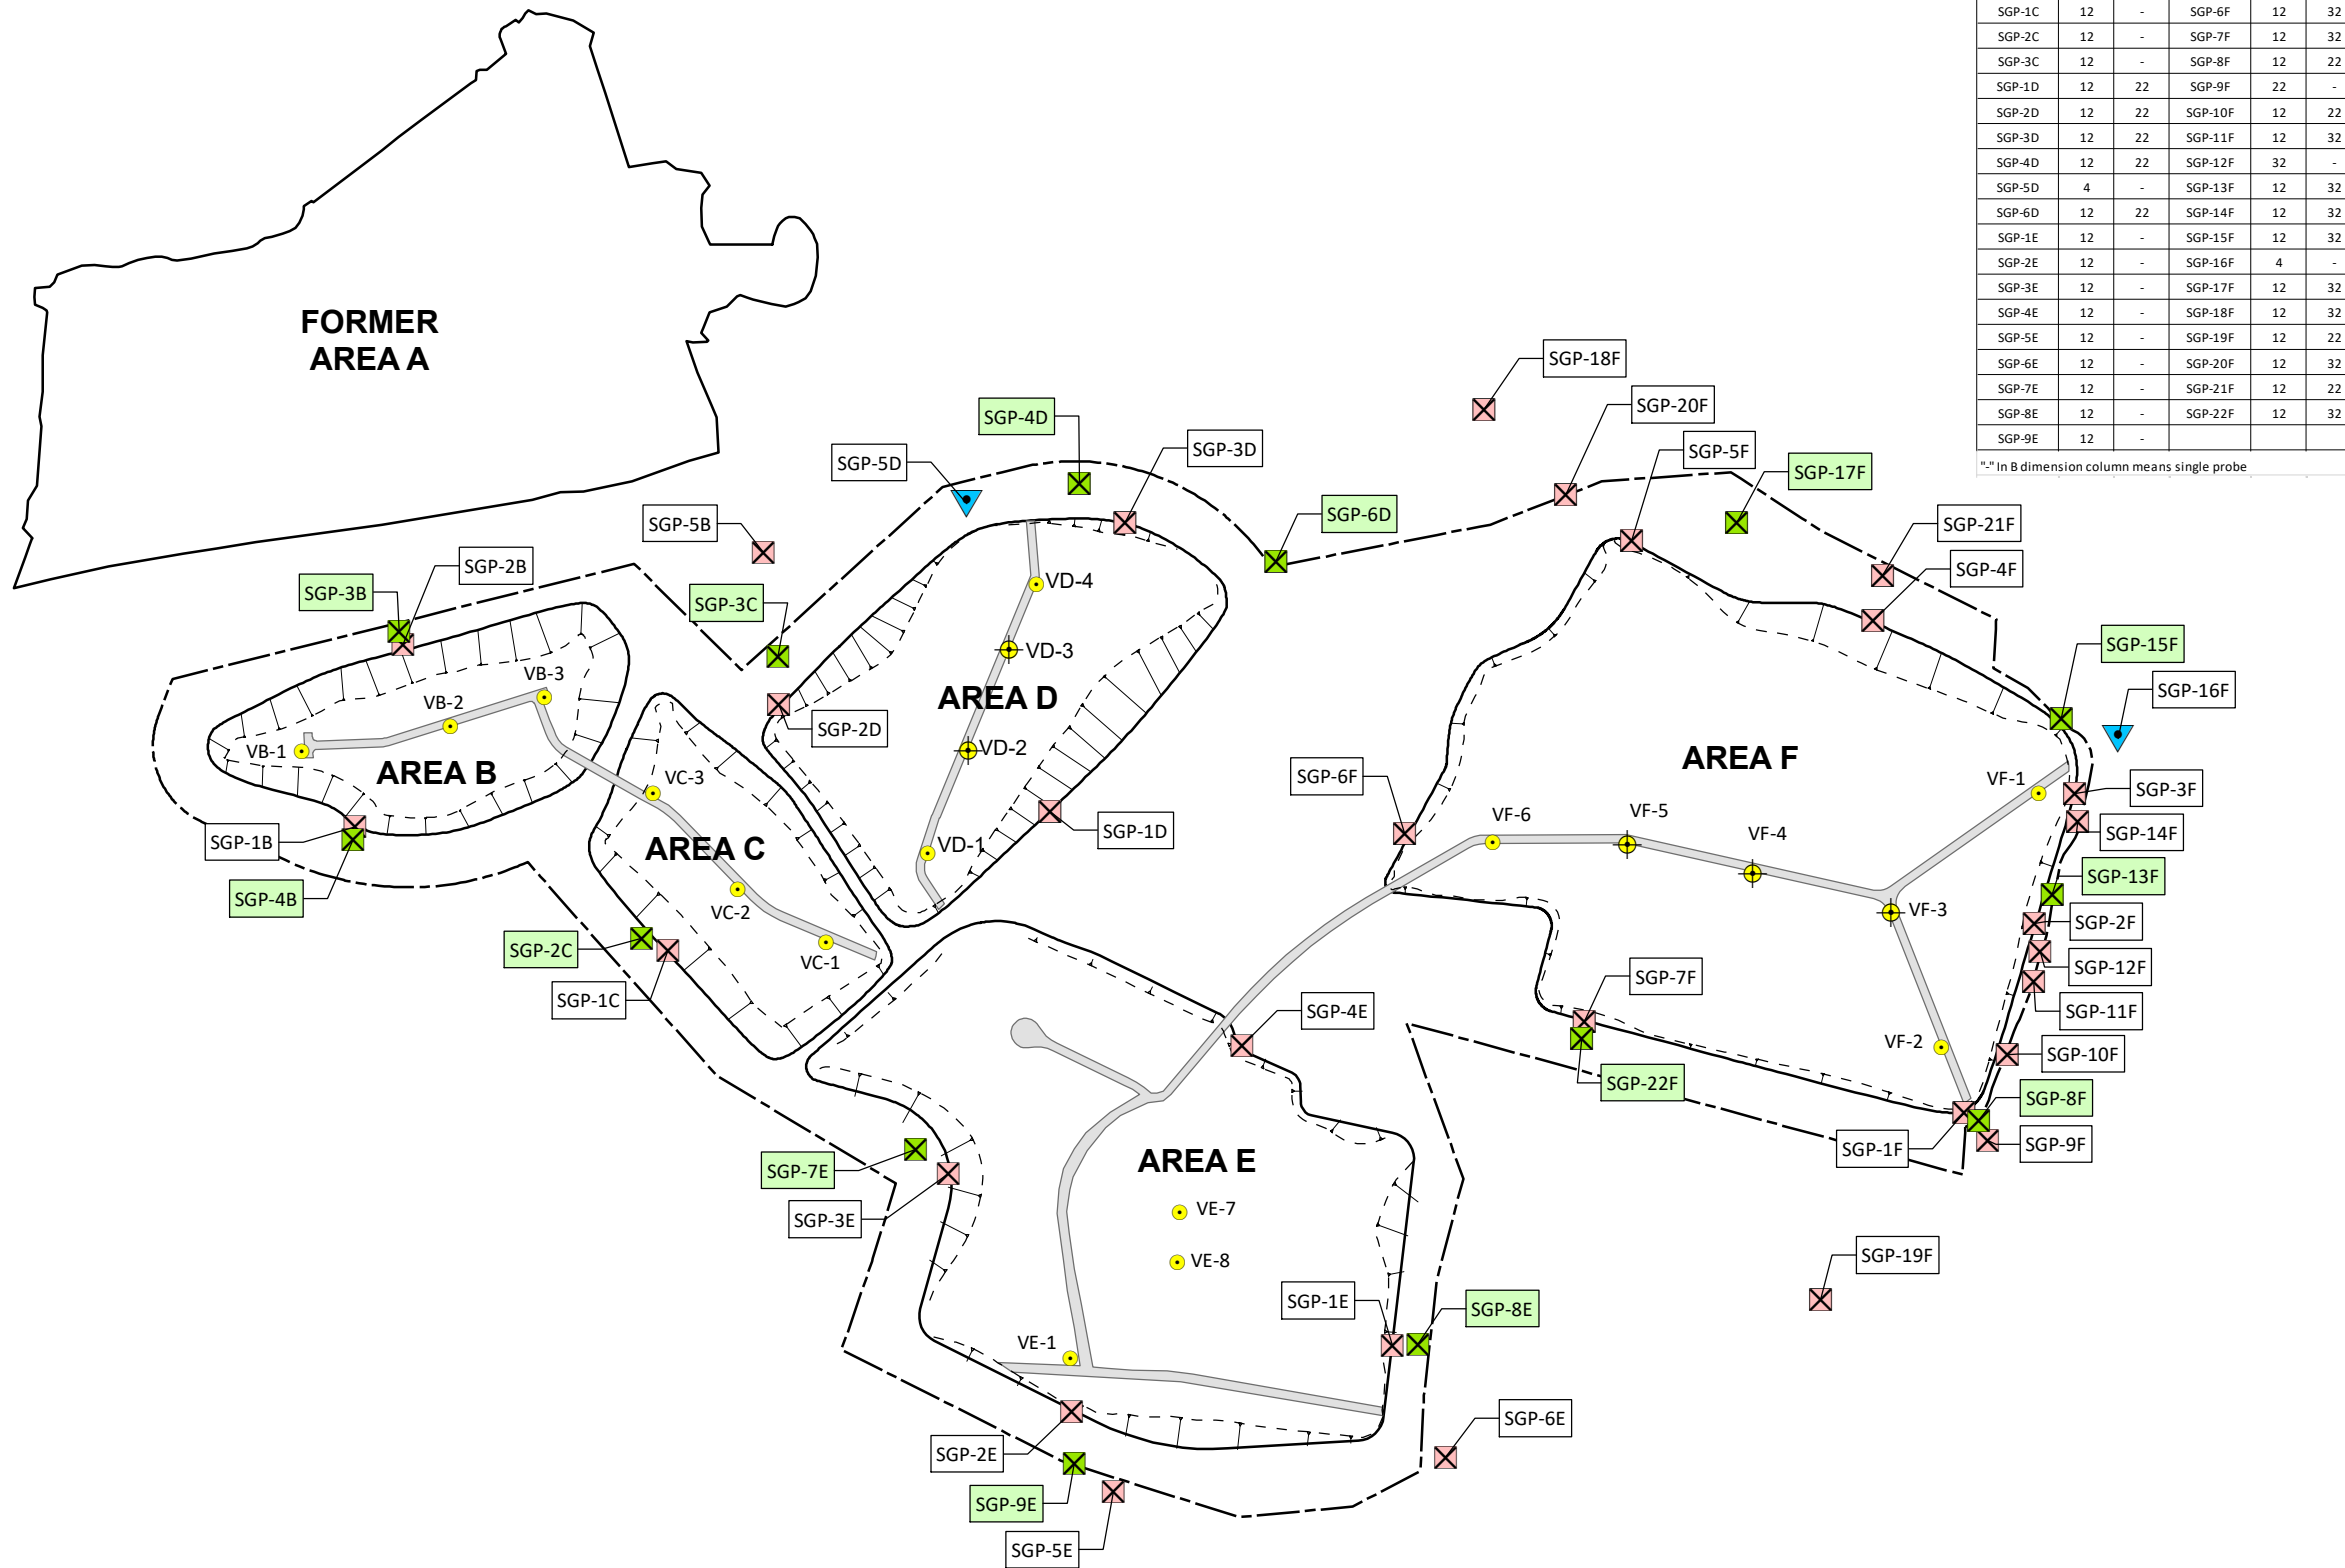 SGP-1C 12 - SGP-6F 12 32
SGP-2C 12 - SGP-7F 12 32
SGP-3C 12 - SGP-8F 12 22
SGP-1D 12 22 SGP-9F 22 -
SGP-2D 12 22 SGP-10F 12 22
SGP-3D 12 22 SGP-11F 12 32
SGP-4D 12 22 SGP-12F 32 -
SGP-5D 4 - SGP-13F 12 32
SGP-6D 12 22 SGP-14F 12 32
SGP-1E 12 - SGP-15F 12 32
SGP-2E 12 - SGP-16F 4 -
SGP-3E 12 - SGP-17F 12 32
SGP-4E 12 - SGP-18F 12 32
SGP-5E 12 - SGP-19F 12 22
SGP-6E 12 - SGP-20F 12 32
SGP-7E 12 - SGP-21F 12 22
SGP-8E 12 - SGP-22F 12 32
SGP-9E 12 -
"-" In B dimension column means single probe
FORMER
AREA A
SGP-18F
SGP-20F
SGP-4D
SGP-3D
SGP-5F
SGP-5D
SGP-17F
SGP-6D
SGP-5B
SGP-21F
SGP-2B
SGP-4F
SGP-3B
VD-4
SGP-3C
SGP-15F
VD-3
VB-3
SGP-16F
AREA D
VB-2
SGP-2D
VD-2
VB-1
AREA B
AREA F
SGP-6F
VC-3
VF-1
SGP-3F
VF-6
VF-5
SGP-1D
VF-4
SGP-14F
SGP-1B
AREA C
VD-1
SGP-13F
SGP-4B
VC-2
VF-3
SGP-2F
SGP-2C
VC-1
SGP-12F
SGP-7F
SGP-1C
SGP-4E
SGP-11F
VF-2
SGP-10F
SGP-22F
SGP-8F
SGP-1F
SGP-9F
AREA E
SGP-7E
VE-7
SGP-3E
SGP-19F
VE-8
SGP-1E
SGP-8E
VE-1
SGP-6E
SGP-2E
SGP-9E
SGP-5E